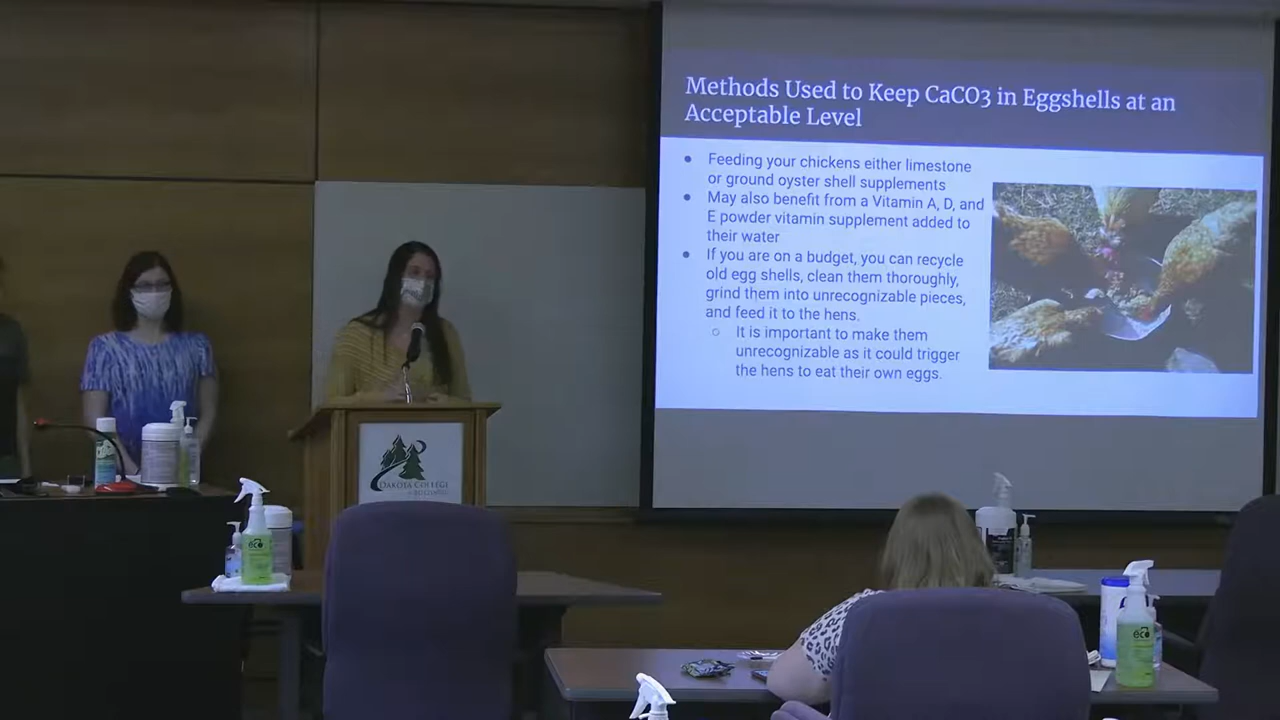 Methods Used to Keep CaCO3 in Eggshells at an
Acceptable Level
● Feeding your chickens either limestone
or ground oyster shell supplements
● May also benefit from a Vitamin A, D, and
E powder vitamin supplement added to
their water
● If you are on a budget, you can recycle
old egg shells, clean them thoroughly,
grind them into unrecognizable pieces,
and feed it to the hens.
○ It is important to make them
unrecognizable as it could trigger
the hens to eat their own eggs.
DAKOTA COLLEGE
eco
eco